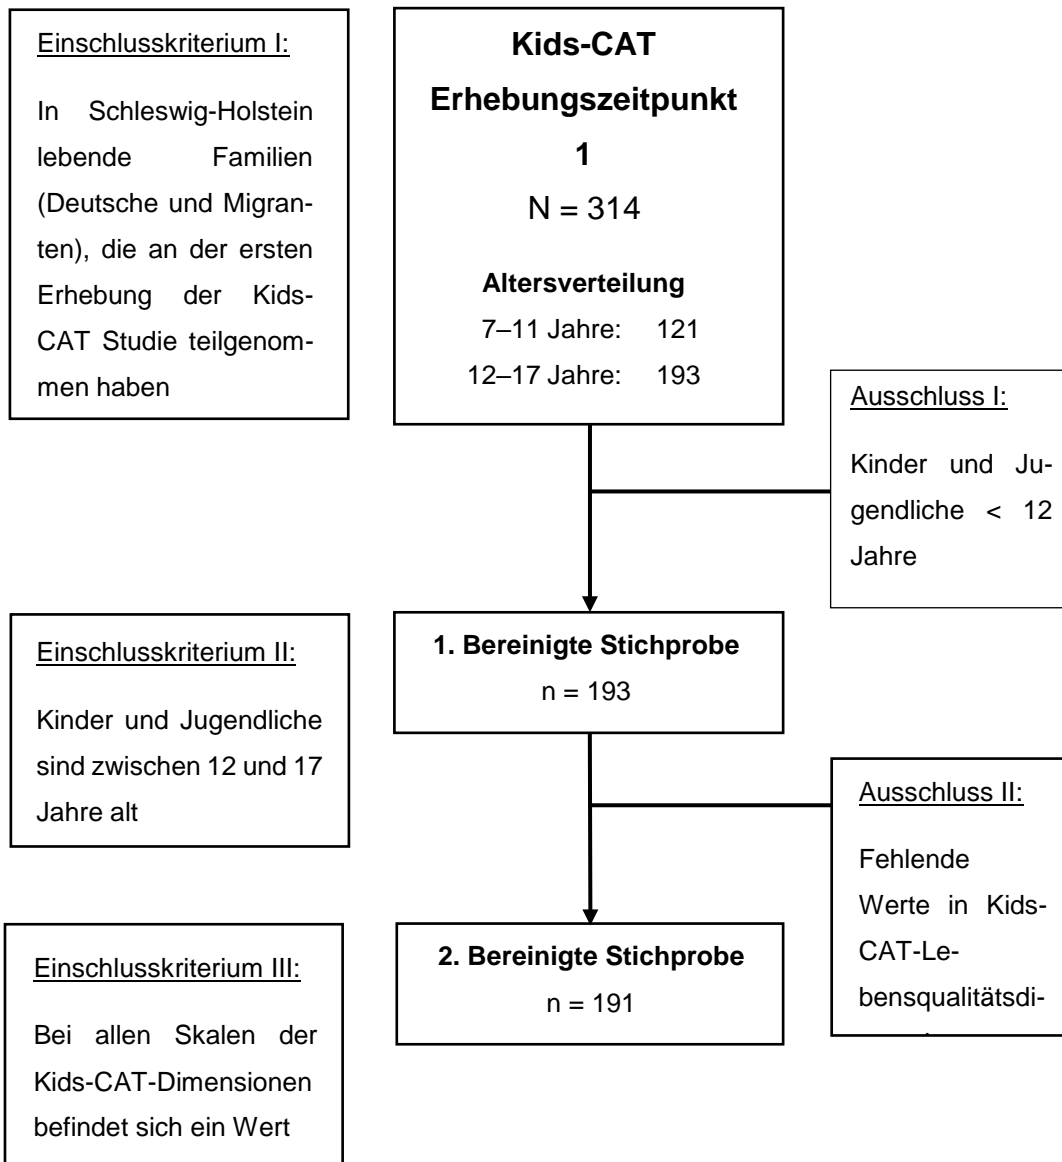 Einschlusskriterium I:
In Schleswig-Holstein
lebende Familien
(Deutsche und Migran-
ten), die an der ersten
Erhebung der Kids-
CAT Studie teilgenom-
men haben
Kids-CAT
Erhebungszeitpunkt
1
N = 314
Altersverteilung
7–11 Jahre: 121
12–17 Jahre: 193
Ausschluss I:
Kinder und Ju-
gendliche < 12
Jahre
Einschlusskriterium II:
Kinder und Jugendliche
sind zwischen 12 und 17
Jahre alt
1. Bereinigte Stichprobe
n = 193
Ausschluss II:
Fehlende
Werte in Kids-
CAT-Le-
bensqualitätsdi-
Einschlusskriterium III:
Bei allen Skalen der
Kids-CAT-Dimensionen
befindet sich ein Wert
2. Bereinigte Stichprobe
n = 191